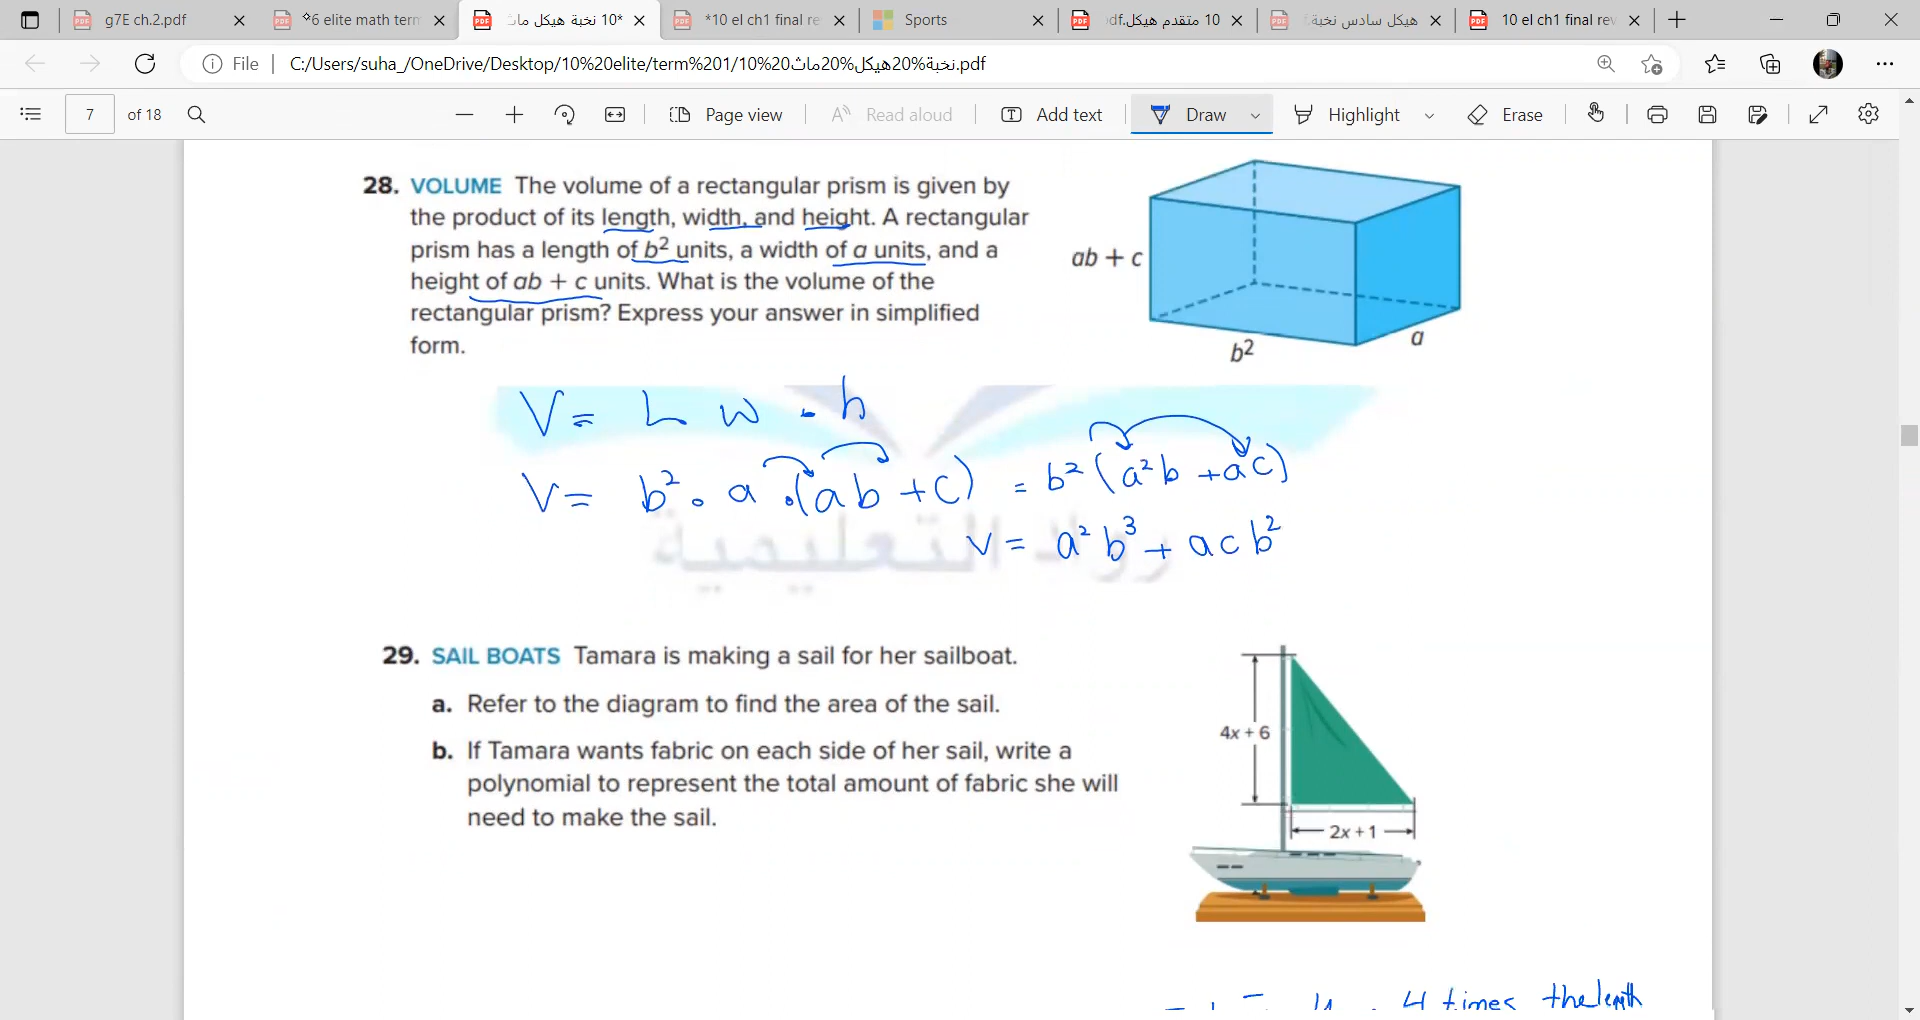 g7E ch.2.pdf
*6 elite math term
*10 نخبة هيكل ماث
*10 el ch1 final re
Sports
10 متقدم هيكل.pdf
هيكل سادس نخبة
10 el ch1 final rev
File
C:/Users/suha_/OneDrive/Desktop/10%20elite/term%201/10%20نخبة%20هيكل%20ماث.pdf
7 of 18
Page view
Read aloud
Add text
Draw
Highlight
Erase
28. VOLUME The volume of a rectangular prism is given by
the product of its length, width, and height. A rectangular
prism has a length of b² units, a width of a units, and a
height of ab + c units. What is the volume of the
rectangular prism? Express your answer in simplified
form.
ab + c
b²
a
V = L w . h
V = b² . a .(ab + c) = b² (a²b + ac)
V = a² b³ + a c b²
رواد التعليمية
29. SAIL BOATS Tamara is making a sail for her sailboat.
a. Refer to the diagram to find the area of the sail.
b. If Tamara wants fabric on each side of her sail, write a
polynomial to represent the total amount of fabric she will
need to make the sail.
4x + 6
2x + 1
4 times the length